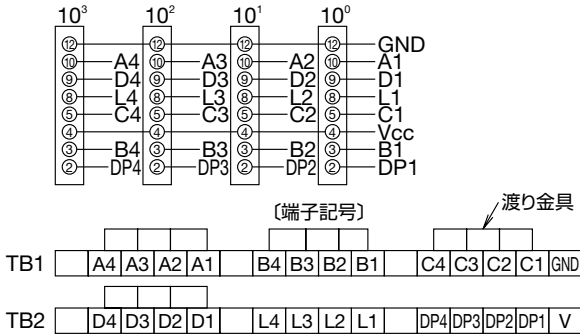 10³ 10² 10¹ 10⁰
⑫ ⑫ ⑫ ⑫ GND
⑩ A4 ⑩ A3 ⑩ A2 ⑩ A1
⑨ D4 ⑨ D3 ⑨ D2 ⑨ D1
⑧ L4 ⑧ L3 ⑧ L2 ⑧ L1
⑤ C4 ⑤ C3 ⑤ C2 ⑤ C1
④ ④ ④ ④ Vcc
③ B4 ③ B3 ③ B2 ③ B1
② DP4 ② DP3 ② DP2 ② DP1
〔端子記号〕 渡り金具
TB1 A4 A3 A2 A1 B4 B3 B2 B1 C4 C3 C2 C1 GND
TB2 D4 D3 D2 D1 L4 L3 L2 L1 DP4 DP3 DP2 DP1 V